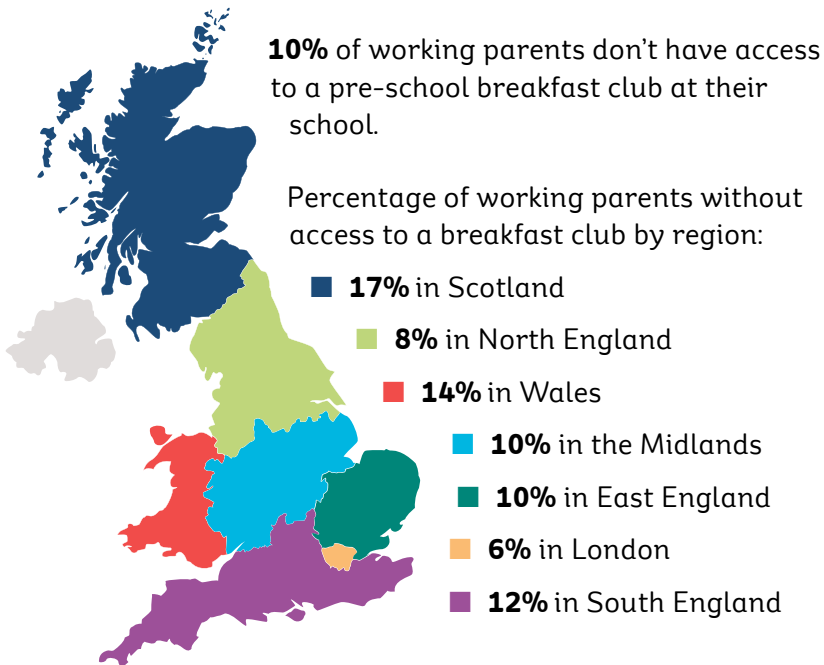 10% of working parents don’t have access
to a pre-school breakfast club at their
school.
Percentage of working parents without
access to a breakfast club by region:
17% in Scotland
8% in North England
14% in Wales
10% in the Midlands
10% in East England
6% in London
12% in South England